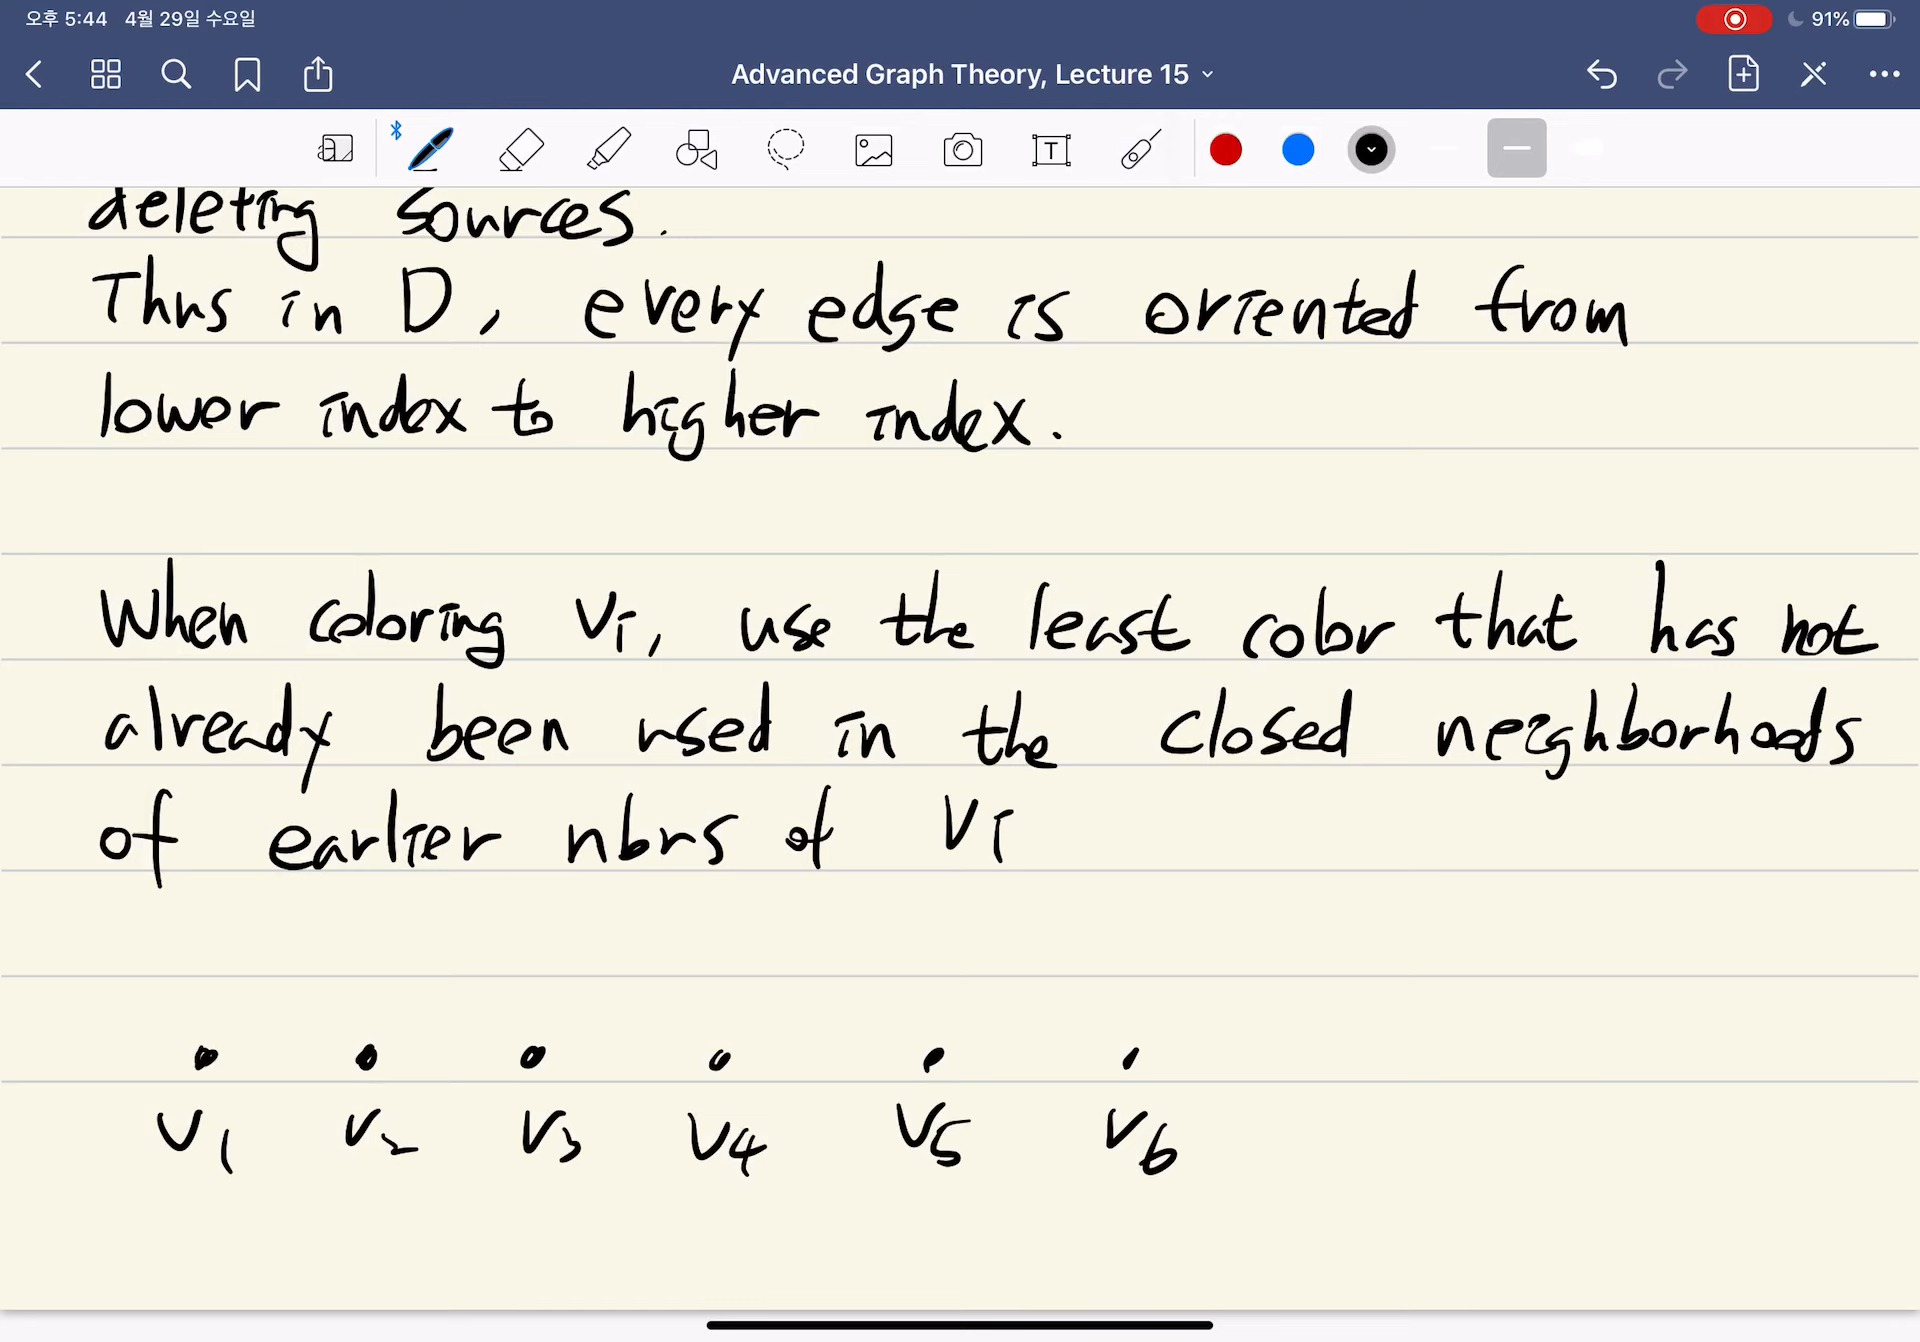 오후 5:44 4월 29일 수요일
91%
Advanced Graph Theory, Lecture 15
deleting sources.
Thus in D, every edge is oriented from
lower index to higher index.
When coloring Vi, use the least color that has not
already been used in the closed neighborhoods
of earlier nbrs of Vi
V1 V2 V3 V4 V5 V6